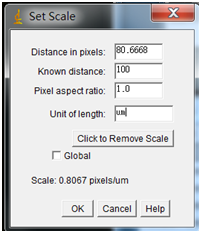 Set Scale
Distance in pixels: 80.6668
Known distance: 100
Pixel aspect ratio: 1.0
Unit of length: um
Click to Remove Scale
Global
Scale: 0.8067 pixels/um
OK Cancel Help